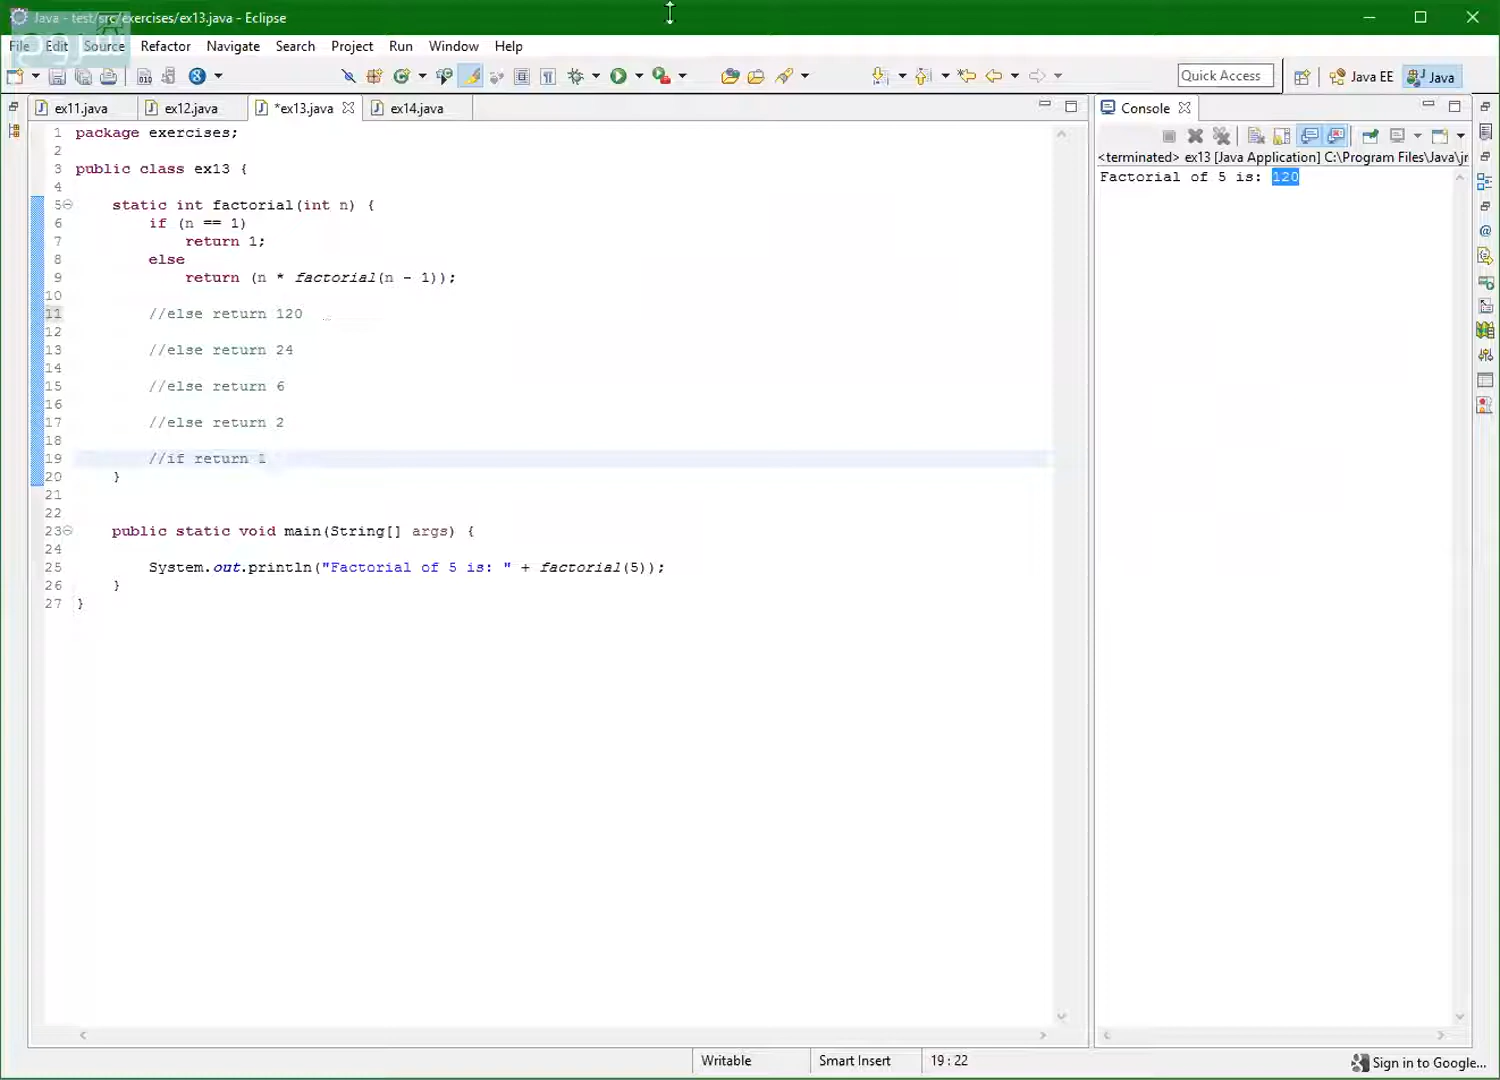 Java - test/src/exercises/ex13.java - Eclipse
File Edit Source Refactor Navigate Search Project Run Window Help
Quick Access Java EE Java
ex11.java ex12.java *ex13.java ex14.java
Console
<terminated> ex13 [Java Application] C:\Program Files\Java\jr
Factorial of 5 is: 120
1 package exercises;
2
3 public class ex13 {
4
5 static int factorial(int n) {
6 if (n == 1)
7 return 1;
8 else
9 return (n * factorial(n - 1));
10
11 //else return 120
12
13 //else return 24
14
15 //else return 6
16
17 //else return 2
18
19 //if return 1
20 }
21
22
23 public static void main(String[] args) {
24
25 System.out.println("Factorial of 5 is: " + factorial(5));
26 }
27 }
Writable Smart Insert 19 : 22
Sign in to Google...